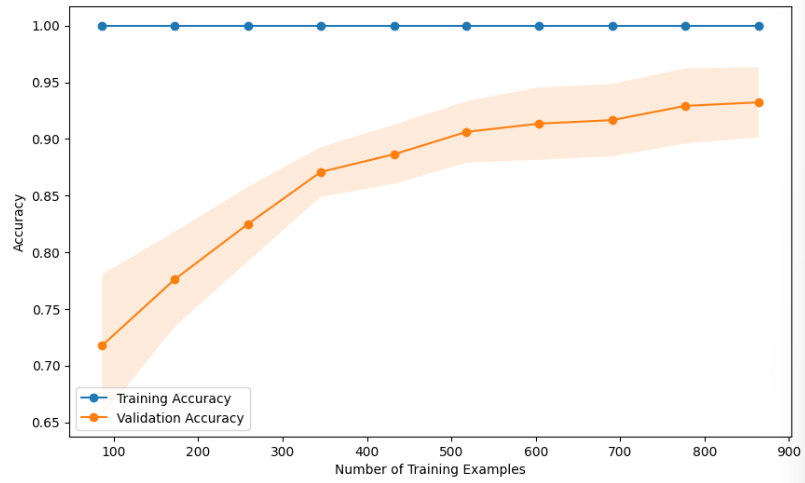 1.00
0.95
0.90
0.85
0.80
0.75
0.70
0.65
Accuracy
Training Accuracy
Validation Accuracy
100 200 300 400 500 600 700 800 900
Number of Training Examples